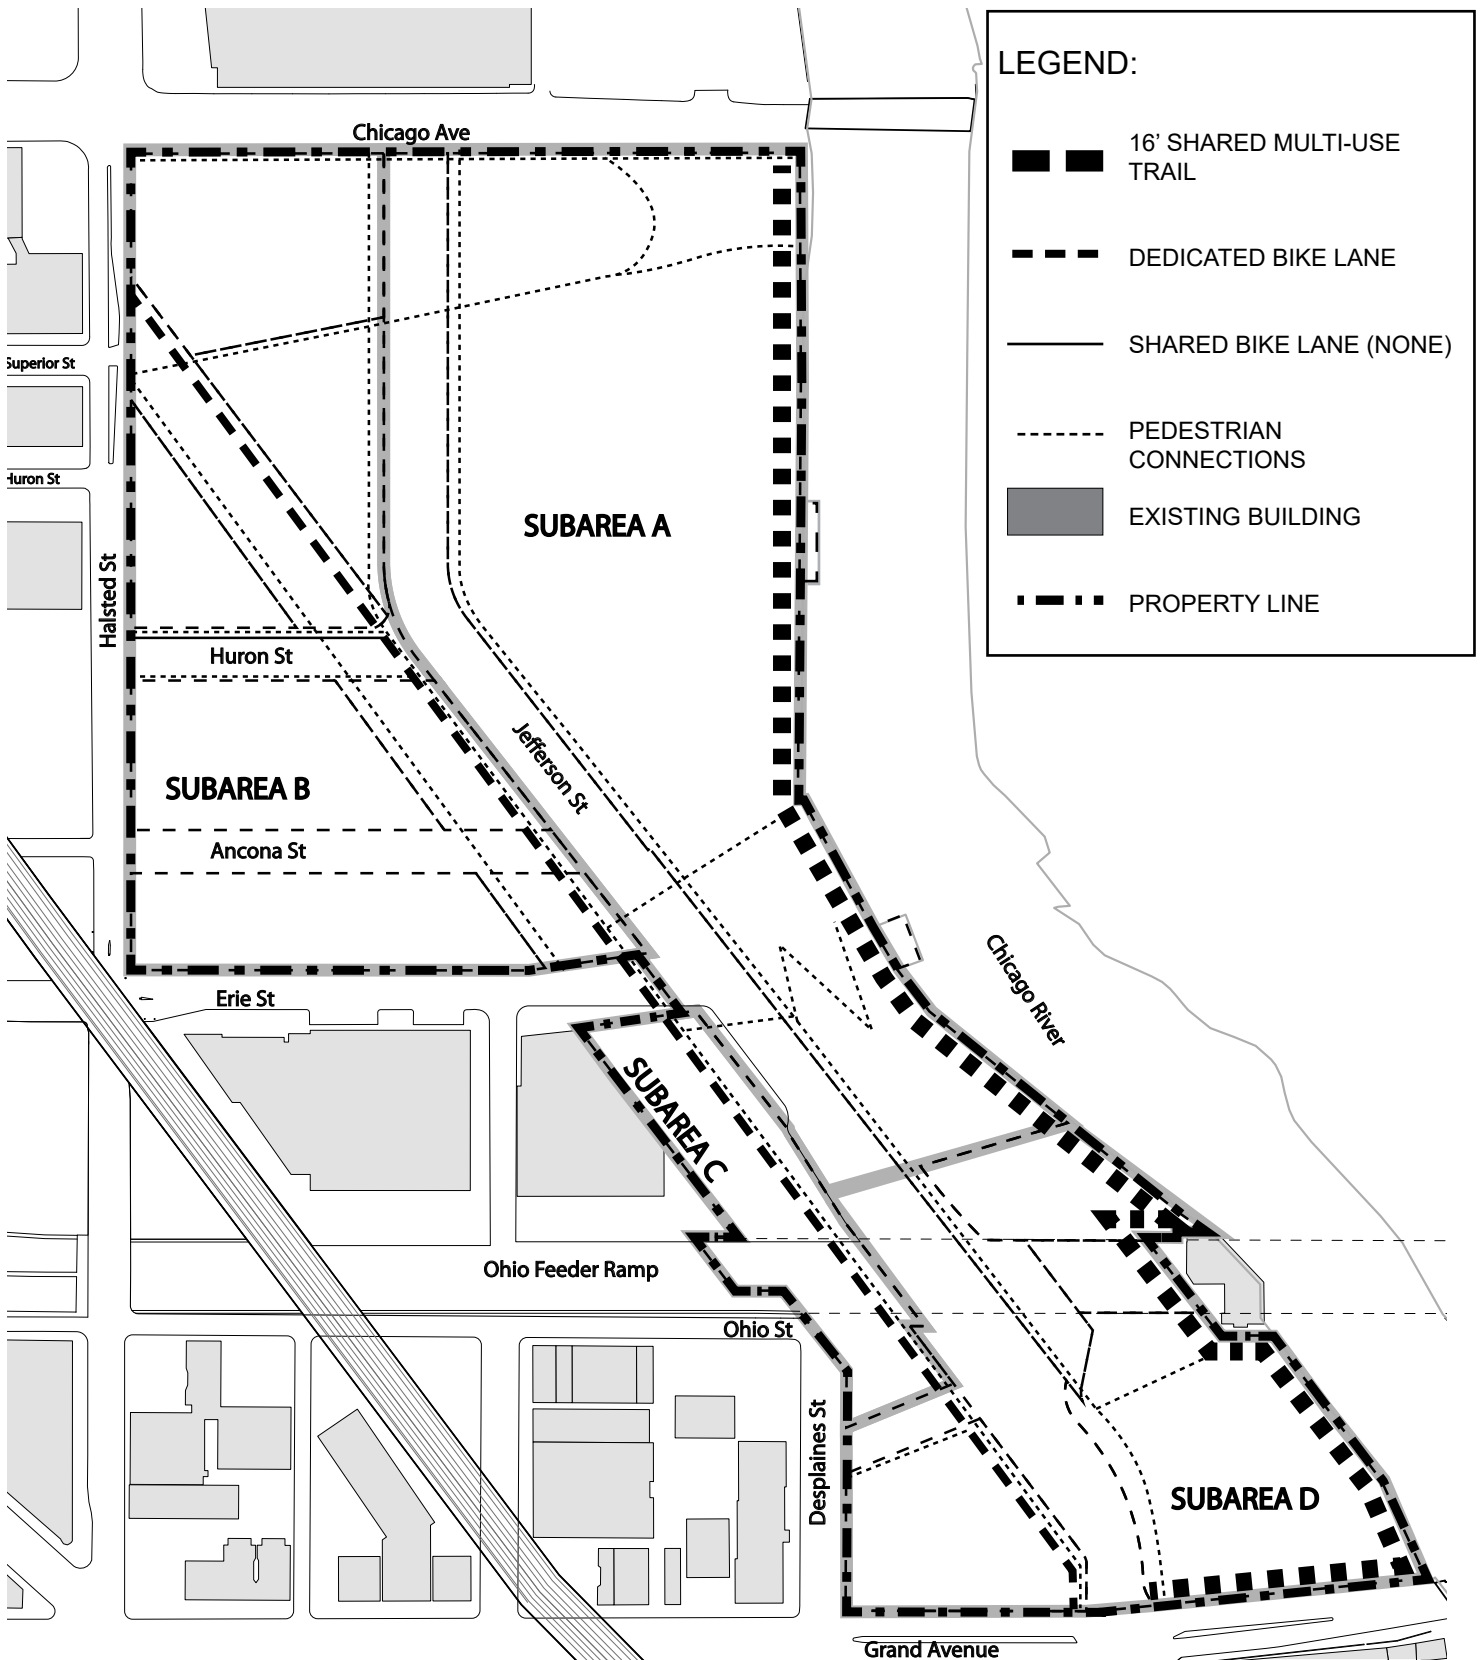 LEGEND:
16' SHARED MULTI-USE
TRAIL
DEDICATED BIKE LANE
SHARED BIKE LANE (NONE)
PEDESTRIAN
CONNECTIONS
EXISTING BUILDING
PROPERTY LINE
Chicago Ave
Superior St
Huron St
Halsted St
SUBAREA A
Huron St
Jefferson St
SUBAREA B
Ancona St
Chicago River
Erie St
SUBAREA C
Ohio Feeder Ramp
Ohio St
Desplaines St
SUBAREA D
Grand Avenue